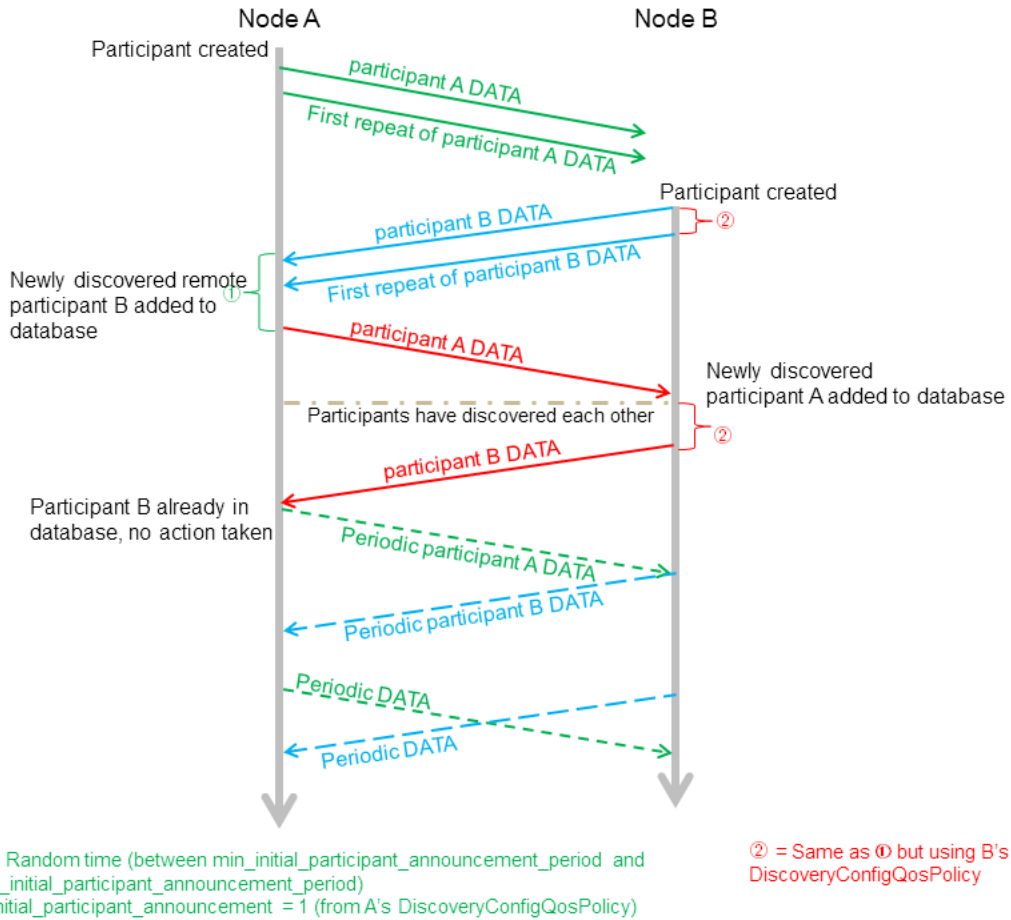 Node A
Node B
Participant created
participant A DATA
First repeat of participant A DATA
Participant created
participant B DATA
②
First repeat of participant B DATA
Newly discovered remote
participant B added to
database
①
participant A DATA
Newly discovered
participant A added to database
Participants have discovered each other
②
participant B DATA
Participant B already in
database, no action taken
Periodic participant A DATA
Periodic participant B DATA
Periodic DATA
Periodic DATA
Random time (between min_initial_participant_announcement_period and
_initial_participant_announcement_period)
nitial_participant_announcement = 1 (from A's DiscoveryConfigQosPolicy)
② = Same as ① but using B's
DiscoveryConfigQosPolicy